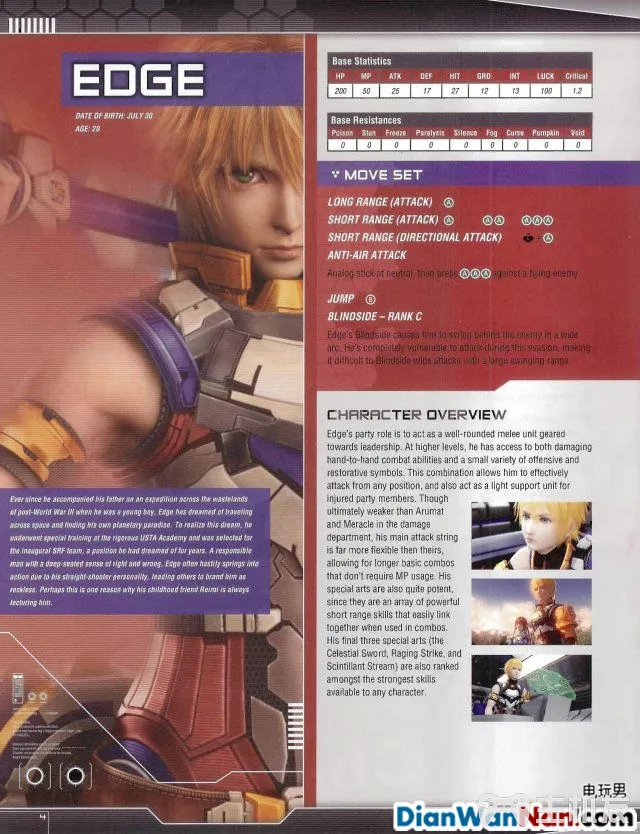 EDGE
DATE OF BIRTH: JULY 30
AGE: 20
Ever since he accompanied his father on an expedition across the wastelands
of post-World War III when he was a young boy, Edge has dreamed of traveling
across space and finding his own planetary paradise. To realize this dream, he
underwent special training at the rigorous USTA Academy and was selected for
the inaugural SRF team, a position he had dreamed of for years. A responsible
man with a deep-seated sense of right and wrong, Edge often hastily springs into
action due to his straight-shooter personality, leading others to brand him as
reckless. Perhaps this is one reason why his childhood friend Reimi is always
lecturing him.
Base Statistics
HP MP ATK DEF HIT GRD INT LUCK Critical
200 50 25 17 27 12 13 100 1.2
Base Resistances
Poison Stun Freeze Paralysis Silence Fog Curse Pumpkin Void
0 0 0 0 0 0 0 0 0
MOVE SET
LONG RANGE (ATTACK) A
SHORT RANGE (ATTACK) A AA AAA
SHORT RANGE (DIRECTIONAL ATTACK) A
ANTI-AIR ATTACK
Analog stick at neutral, then press AAA against a flying enemy
JUMP B
BLINDSIDE – RANK C
Edge's Blindside causes him to swing behind the enemy in a wide
arc. He's completely vulnerable to attack during this evasion, making
it difficult to Blindside wide attacks with a large swinging range.
CHARACTER OVERVIEW
Edge's party role is to act as a well-rounded melee unit geared
towards leadership. At higher levels, he has access to both damaging
hand-to-hand combat abilities and a small variety of offensive and
restorative symbols. This combination allows him to effectively
attack from any position, and also act as a light support unit for
injured party members. Though
ultimately weaker than Arumat
and Meracle in the damage
department, his main attack string
is far more flexible then theirs,
allowing for longer basic combos
that don't require MP usage. His
special arts are also quite potent,
since they are an array of powerful
short range skills that easily link
together when used in combos.
His final three special arts (the
Celestial Sword, Raging Strike, and
Scintillant Stream) are also ranked
amongst the strongest skills
available to any character.
4
电玩男
DianWanNan.com